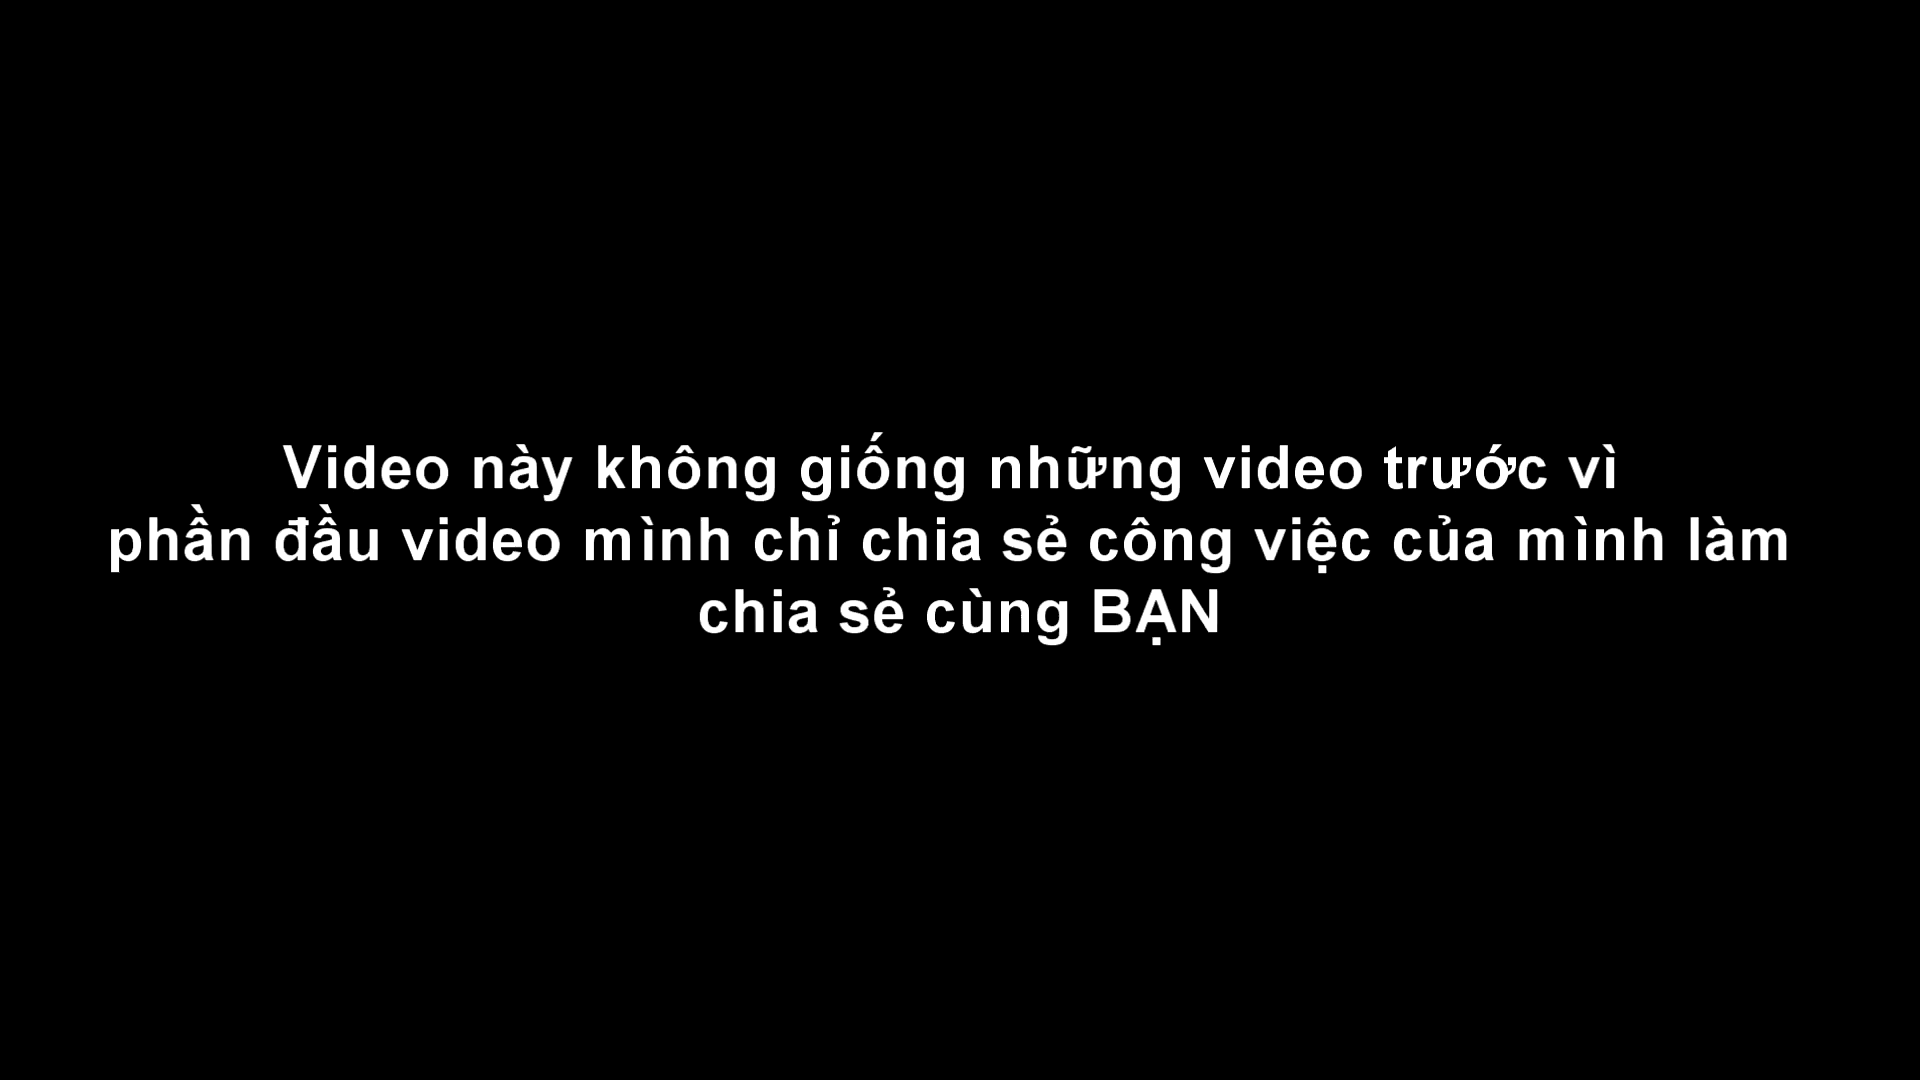 Video này không giống những video trước vì
phần đầu video mình chỉ chia sẻ công việc của mình làm
chia sẻ cùng BẠN